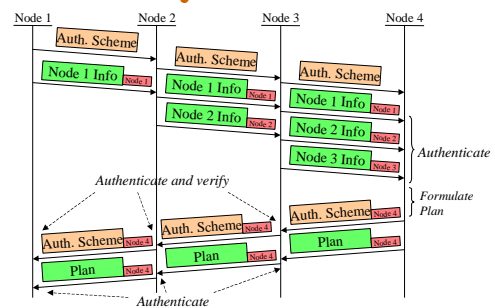 Node 1 Node 2 Node 3 Node 4
Auth. Scheme
Auth. Scheme
Auth. Scheme
Node 1 Info Node 1
Node 1 Info Node 1
Node 1 Info Node 1
Node 2 Info Node 2
Node 2 Info Node 2
Node 3 Info Node 3
Authenticate
Authenticate and verify
Formulate
Plan
Auth. Scheme Node 4
Auth. Scheme Node 4
Auth. Scheme Node 4
Plan Node 4
Plan Node 4
Plan Node 4
Authenticate